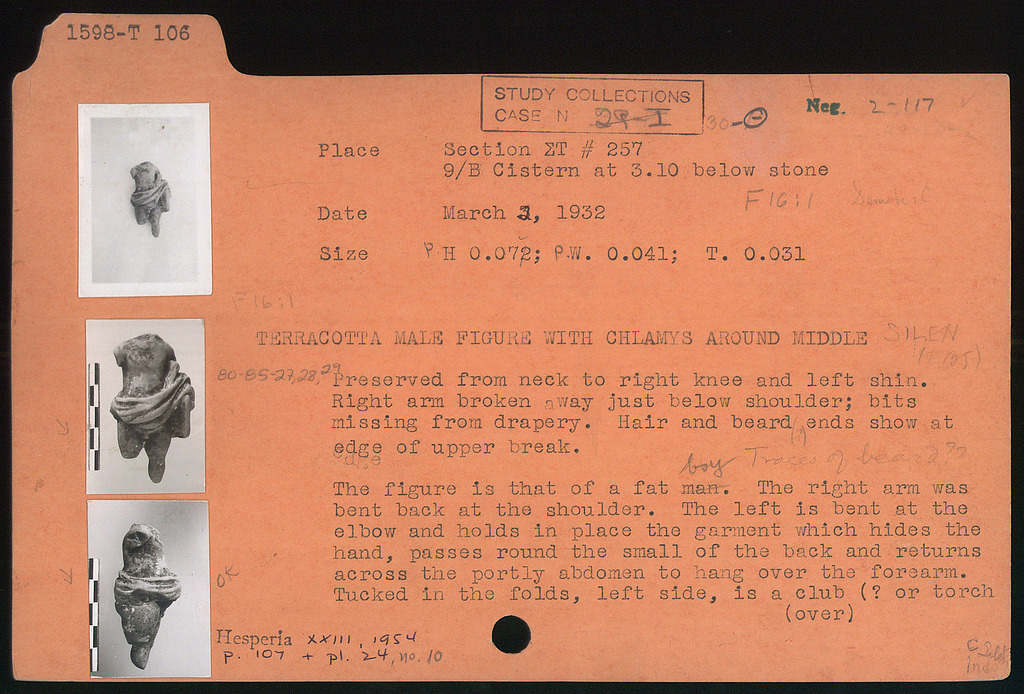 1598-T 106
STUDY COLLECTIONS
CASE N 29-I 30-
Neg. 2-117
Place Section ΣT # 257
9/B Cistern at 3.10 below stone
F16:1
Date March 2, 1932
Size P.H 0.072; P.W. 0.041; T. 0.031
F16:1
TERRACOTTA MALE FIGURE WITH CHLAMYS AROUND MIDDLE SILEN
80-85-27,28,29
Preserved from neck to right knee and left shin.
Right arm broken away just below shoulder; bits
missing from drapery. Hair and beard (?) ends show at
edge of upper break.
edge
boy Traces of beard??
The figure is that of a fat man. The right arm was
bent back at the shoulder. The left is bent at the
elbow and holds in place the garment which hides the
hand, passes round the small of the back and returns
across the portly abdomen to hang over the forearm.
Tucked in the folds, left side, is a club (? or torch
(over)
OK
Hesperia XXIII, 1954
p. 107 + pl. 24, no. 10